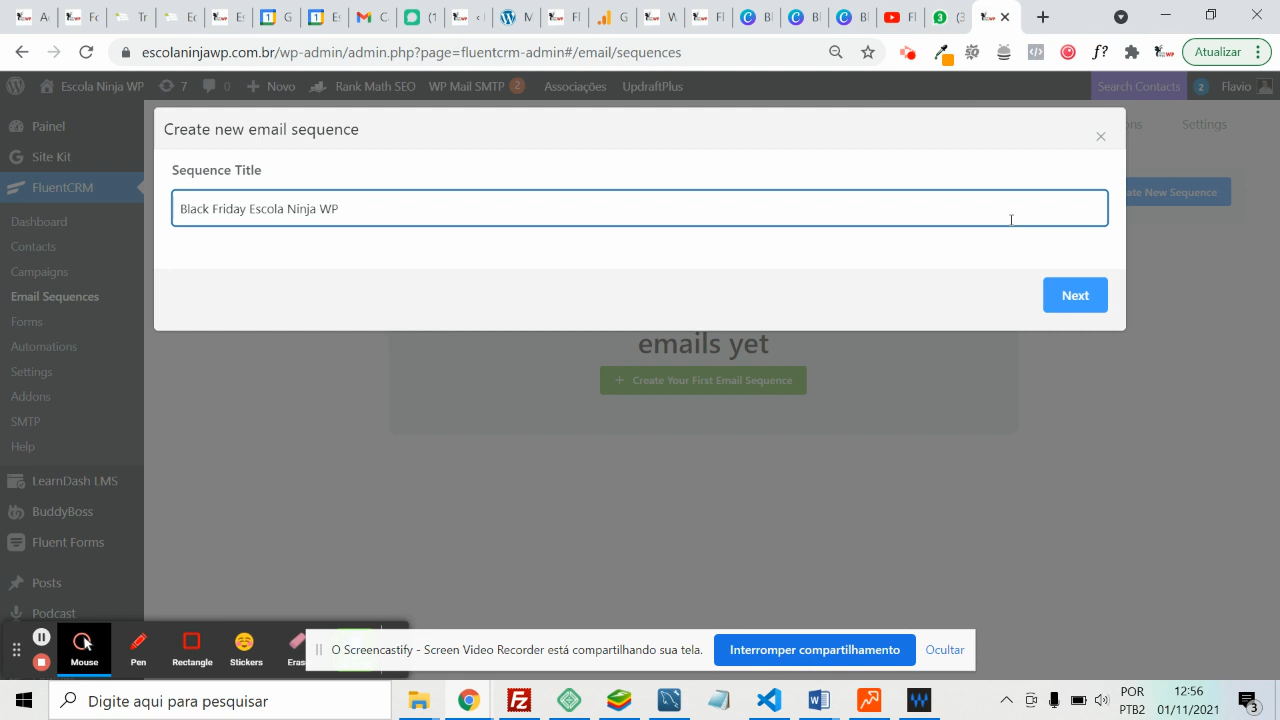 escolaninjawp.com.br/wp-admin/admin.php?page=fluentcrm-admin#/email/sequences
Atualizar
Escola Ninja WP
7
0
Novo
Rank Math SEO
WP Mail SMTP
2
Associações
UpdraftPlus
Search Contacts
2
Flavio
Painel
Site Kit
FluentCRM
Dashboard
Contacts
Campaigns
Email Sequences
Forms
Automations
Settings
Addons
SMTP
Help
LearnDash LMS
BuddyBoss
Fluent Forms
Posts
Podcast
Create new email sequence
Settings
Sequence Title
New Sequence
Black Friday Escola Ninja WP
Next
emails yet
Create Your First Email Sequence
Mouse
Pen
Rectangle
Stickers
O Screencastify - Screen Video Recorder está compartilhando sua tela.
Interromper compartilhamento
Ocultar
Digite aqui para pesquisar
POR
PTB2
12:56
01/11/2021
3